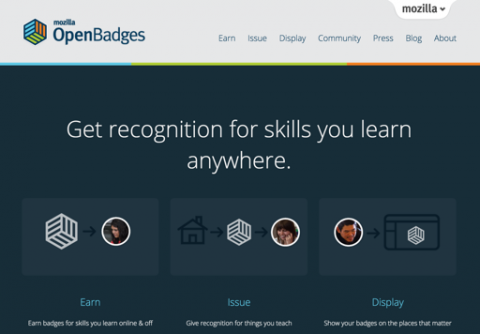 mozilla
mozilla
OpenBadges
Earn Issue Display Community Press Blog About
Get recognition for skills you learn
anywhere.
Earn Issue Display
Earn badges for skills you learn online & off Give recognition for things you teach Show your badges on the places that matter